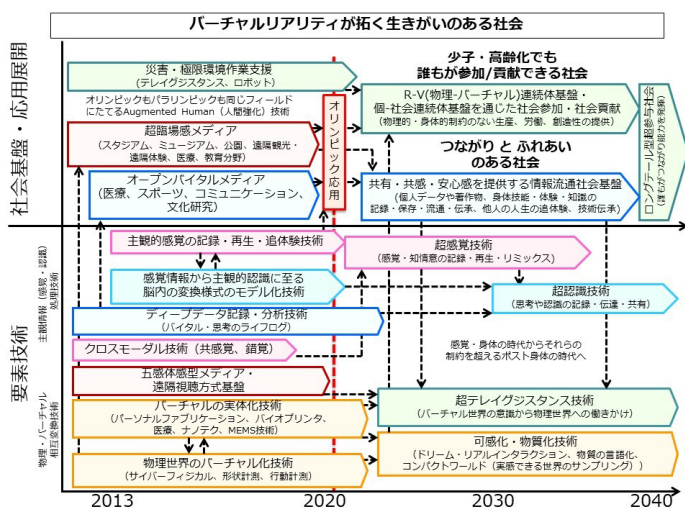 バーチャルリアリティが拓く生きがいのある社会
社会基盤・応用展開
災害・極限環境作業支援
(テレイグジスタンス、ロボット)
オリンピックもパラリンピックも同じフィールド
にたてるAugmented Human(人間強化)技術
超臨場感メディア
(スタジアム、ミュージアム、公園、遠隔観光・
遠隔体験、医療、教育分野)
オープンバイタルメディア
(医療、スポーツ、コミュニケーション、
文化研究)
オリンピック応用
少子・高齢化でも
誰もが参加/貢献できる社会
R-V(物理-バーチャル)連続体基盤・
個-社会連続体基盤を通じた社会参加・社会貢献
(物理的・身体的制約のない生産、労働、創造性の提供)
つながり と ふれあい
のある社会
共有・共感・安心感を提供する情報流通社会基盤
(個人データや著作物、身体技能・体験・知識の
記録・保存・流通・伝承、他人の人生の追体験、技術伝承)
ロングテール型超参与社会
(誰もがつながり能力を発揮)
要素技術
主観情報(感覚・認識)
処理技術
主観的感覚の記録・再生・追体験技術
超感覚技術
(感覚・知情意の記録・再生・リミックス)
感覚情報から主観的認識に至る
脳内の変換様式のモデル化技術
超認識技術
(思考や認識の記録・伝達・共有)
ディープデータ記録・分析技術
(バイタル・思考のライフログ)
クロスモーダル技術(共感覚、錯覚)
感覚・身体の時代からそれらの
制約を超えるポスト身体の時代へ
五感体感型メディア・
遠隔視聴方式基盤
物理・バーチャル
相互変換技術
バーチャルの実体化技術
(パーソナルファブリケーション、バイオプリンタ、
医療、ナノテク、MEMS技術)
超テレイグジスタンス技術
(バーチャル世界の意識から物理世界への働きかけ)
物理世界のバーチャル化技術
(サイバーフィジカル、形状計測、行動計測)
可感化・物質化技術
(ドリーム・リアルインタラクション、物質の言語化、
コンパクトワールド(実感できる世界のサンプリング))
2013
2020
2030
2040